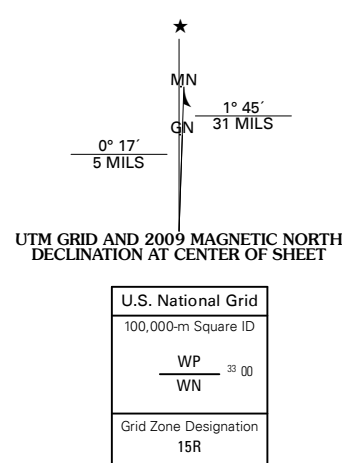 ★
MN
1° 45´
31 MILS
GN
0° 17´
5 MILS
UTM GRID AND 2009 MAGNETIC NORTH
DECLINATION AT CENTER OF SHEET
U.S. National Grid
100,000-m Square ID
WP
33 00
WN
Grid Zone Designation
15R